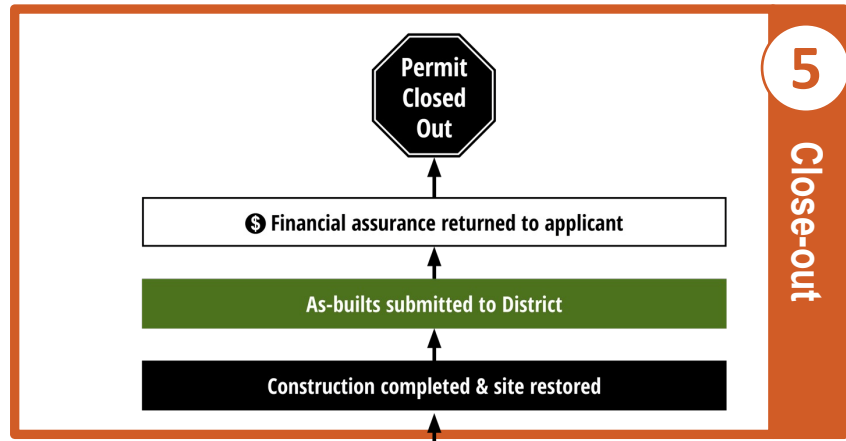 Permit
Closed
Out
$ Financial assurance returned to applicant
As-builts submitted to District
Construction completed & site restored
5
Close-out